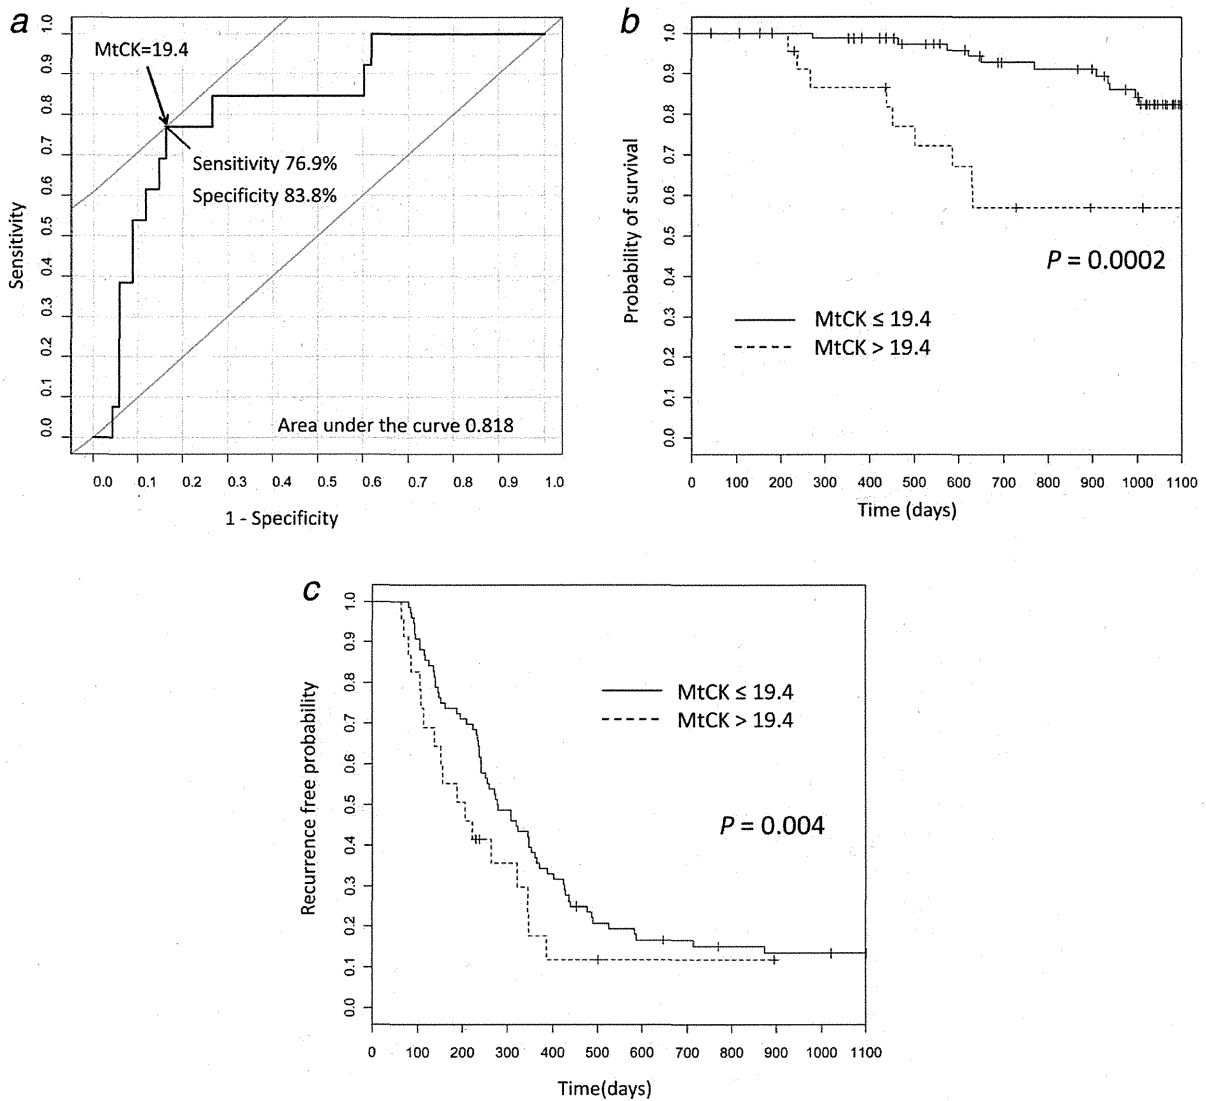 a
MtCK=19.4
Sensitivity 76.9%
Specificity 83.8%
Area under the curve 0.818
Sensitivity
0.0 0.1 0.2 0.3 0.4 0.5 0.6 0.7 0.8 0.9 1.0
0.0 0.1 0.2 0.3 0.4 0.5 0.6 0.7 0.8 0.9 1.0
1 - Specificity
b
Probability of survival
0.0 0.1 0.2 0.3 0.4 0.5 0.6 0.7 0.8 0.9 1.0
P = 0.0002
MtCK ≤ 19.4
MtCK > 19.4
0 100 200 300 400 500 600 700 800 900 1000 1100
Time (days)
c
Recurrence free probability
0.0 0.1 0.2 0.3 0.4 0.5 0.6 0.7 0.8 0.9 1.0
MtCK ≤ 19.4
MtCK > 19.4
P = 0.004
0 100 200 300 400 500 600 700 800 900 1000 1100
Time(days)